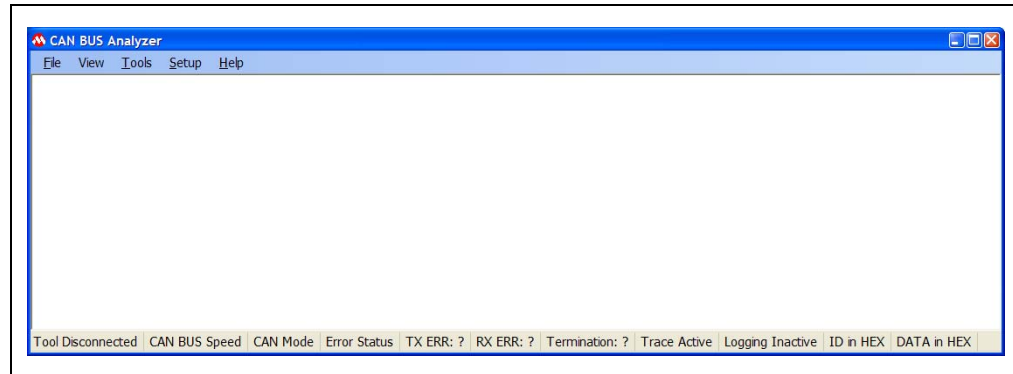 CAN BUS Analyzer
File View Tools Setup Help
Tool Disconnected CAN BUS Speed CAN Mode Error Status TX ERR: ? RX ERR: ? Termination: ? Trace Active Logging Inactive ID in HEX DATA in HEX